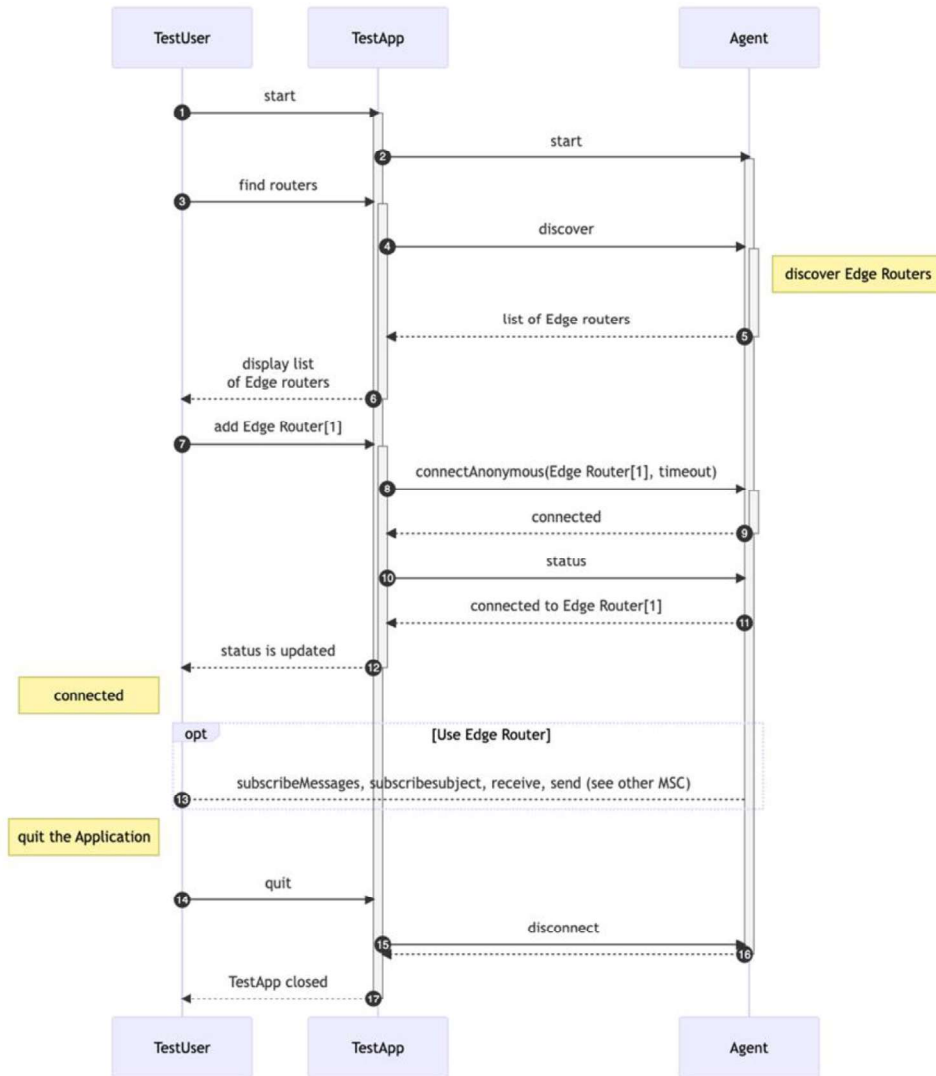 TestUser
TestApp
Agent
1
start
2
start
3
find routers
4
discover
discover Edge Routers
list of Edge routers
5
display list
of Edge routers
6
7
add Edge Router[1]
8
connectAnonymous(Edge Router[1], timeout)
connected
9
10
status
connected to Edge Router[1]
11
status is updated
12
connected
opt
[Use Edge Router]
subscribeMessages, subscribesubject, receive, send (see other MSC)
13
quit the Application
14
quit
15
disconnect
16
TestApp closed
17
TestUser
TestApp
Agent